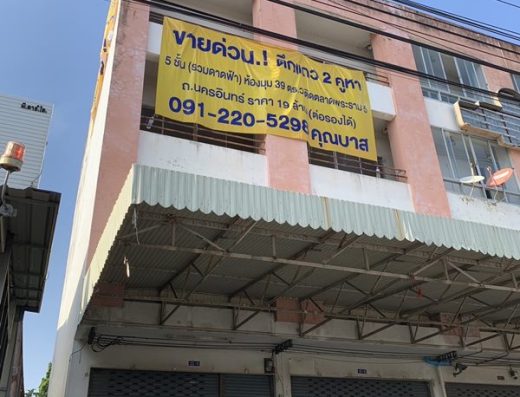 ขายด่วน.! ตึกแถว 2 คูหา
5 ชั้น (รวมดาดฟ้า) ห้องมุม 39 ตร.ว.ติดตลาดพระราม 5
ถ.นครอินทร์ ราคา 19 ล้าน(ต่อรองได้)
091-220-5298 คุณบาส